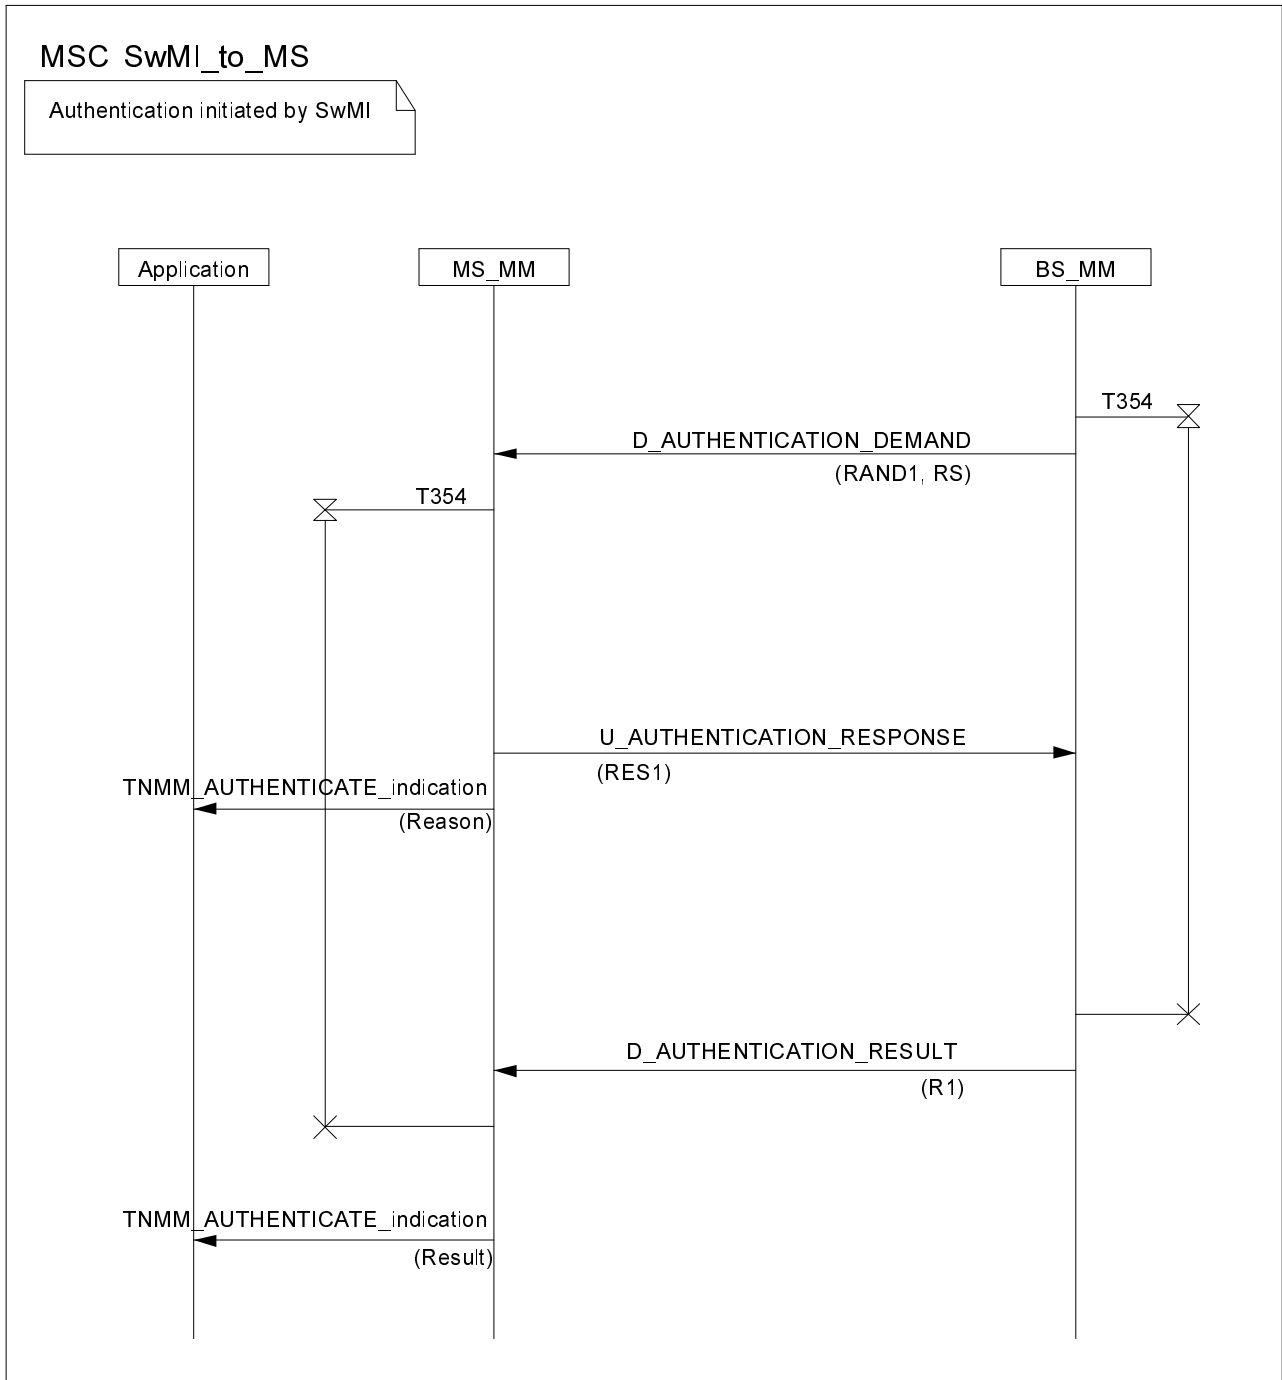 MSC SwMI_to_MS
Authentication initiated by SwMI
Application
MS_MM
BS_MM
T354
D_AUTHENTICATION_DEMAND
(RAND1, RS)
T354
U_AUTHENTICATION_RESPONSE
(RES1)
TNMM_AUTHENTICATE_indication
(Reason)
D_AUTHENTICATION_RESULT
(R1)
TNMM_AUTHENTICATE_indication
(Result)